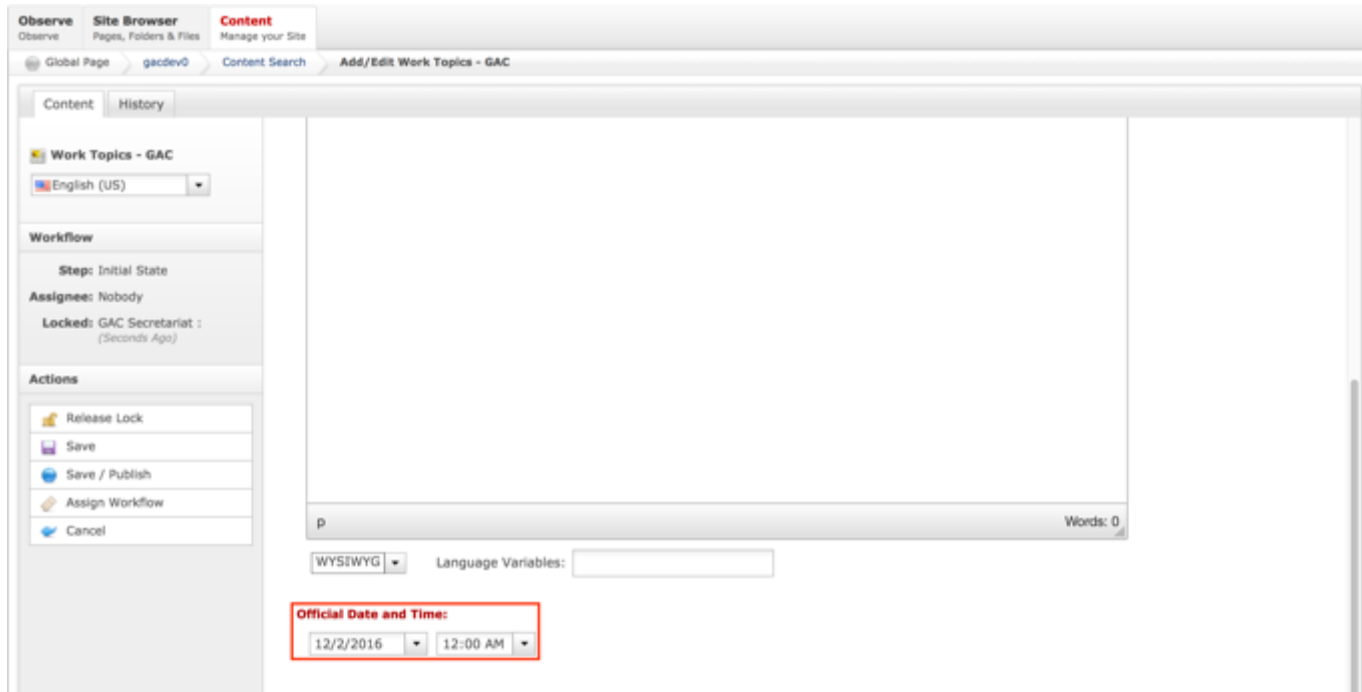 Observe Site Browser Content
Observe Pages, Folders & Files Manage your Site
Global Page gacdev0 Content Search Add/Edit Work Topics - GAC
Content History
Work Topics - GAC
English (US)
Workflow
Step: Initial State
Assignee: Nobody
Locked: GAC Secretariat :
(Seconds Ago)
Actions
Release Lock
Save
Save / Publish
Assign Workflow
Cancel
p Words: 0
WYSIWYG Language Variables:
Official Date and Time:
12/2/2016 12:00 AM